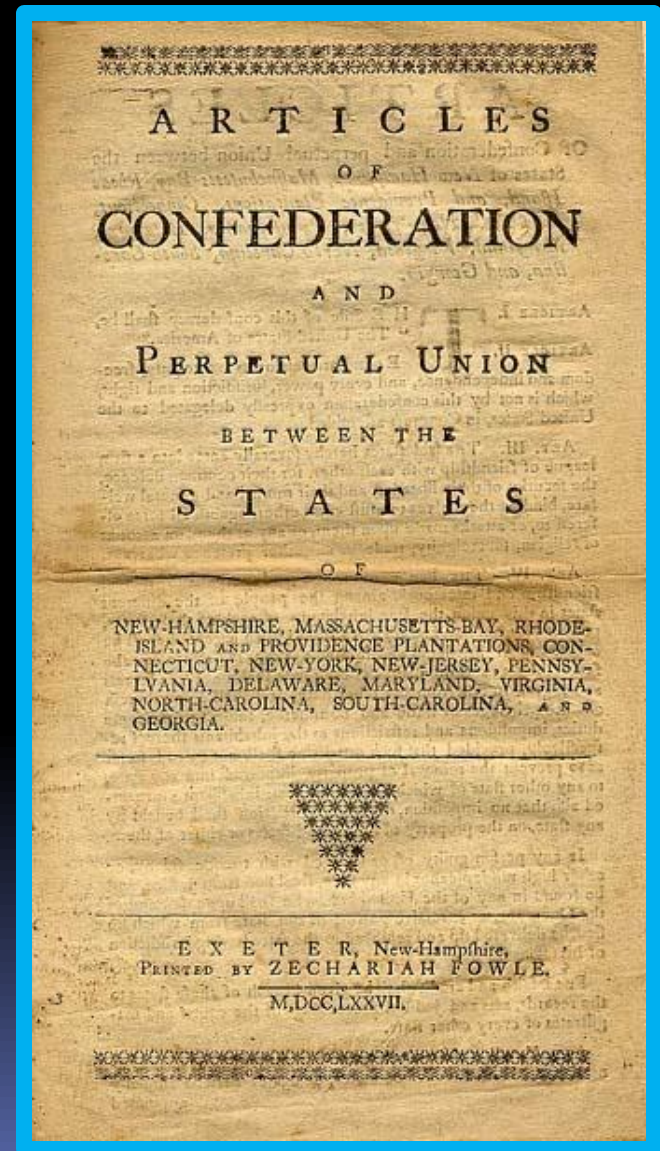 ARTICLES
OF
CONFEDERATION
AND
PERPETUAL UNION
BETWEEN THE
STATES
OF
NEW-HAMPSHIRE, MASSACHUSETTS-BAY, RHODE-
ISLAND AND PROVIDENCE PLANTATIONS, CON-
NECTICUT, NEW-YORK, NEW-JERSEY, PENNSY-
LVANIA, DELAWARE, MARYLAND, VIRGINIA,
NORTH-CAROLINA, SOUTH-CAROLINA, AND
GEORGIA.
EXETER, New-Hampſhire,
PRINTED BY ZECHARIAH FOWLE.
M,DCC,LXXVII.